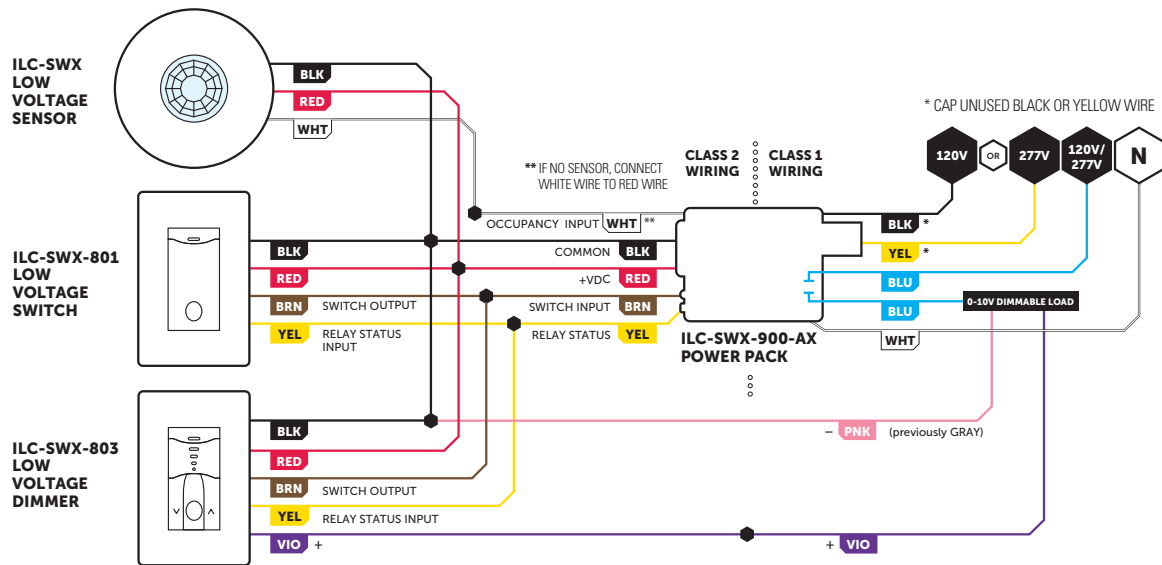 ILC-SWX
LOW
VOLTAGE
SENSOR
BLK
RED
WHT
** IF NO SENSOR, CONNECT
WHITE WIRE TO RED WIRE
CLASS 2
WIRING
CLASS 1
WIRING
* CAP UNUSED BLACK OR YELLOW WIRE
120V
OR
277V
120V/
277V
N
OCCUPANCY INPUT WHT **
BLK *
YEL *
BLU
BLU
WHT
0-10V DIMMABLE LOAD
ILC-SWX-801
LOW
VOLTAGE
SWITCH
BLK
RED
BRN SWITCH OUTPUT
YEL RELAY STATUS
INPUT
COMMON BLK
+VDC RED
SWITCH INPUT BRN
RELAY STATUS YEL
ILC-SWX-900-AX
POWER PACK
ILC-SWX-803
LOW
VOLTAGE
DIMMER
BLK
RED
BRN SWITCH OUTPUT
YEL RELAY STATUS INPUT
VIO +
– PNK (previously GRAY)
+ VIO